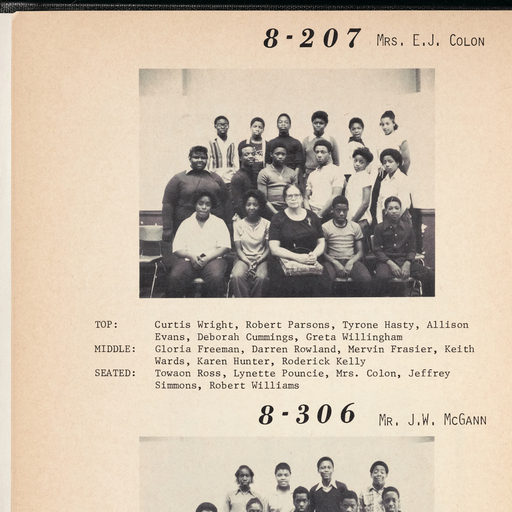 8-207 MRS. E.J. COLON
TOP: Curtis Wright, Robert Parsons, Tyrone Hasty, Allison
Evans, Deborah Cummings, Greta Willingham
MIDDLE: Gloria Freeman, Darren Rowland, Mervin Frasier, Keith
Wards, Karen Hunter, Roderick Kelly
SEATED: Towaon Ross, Lynette Pouncie, Mrs. Colon, Jeffrey
Simmons, Robert Williams
8-306 MR. J.W. MCGANN